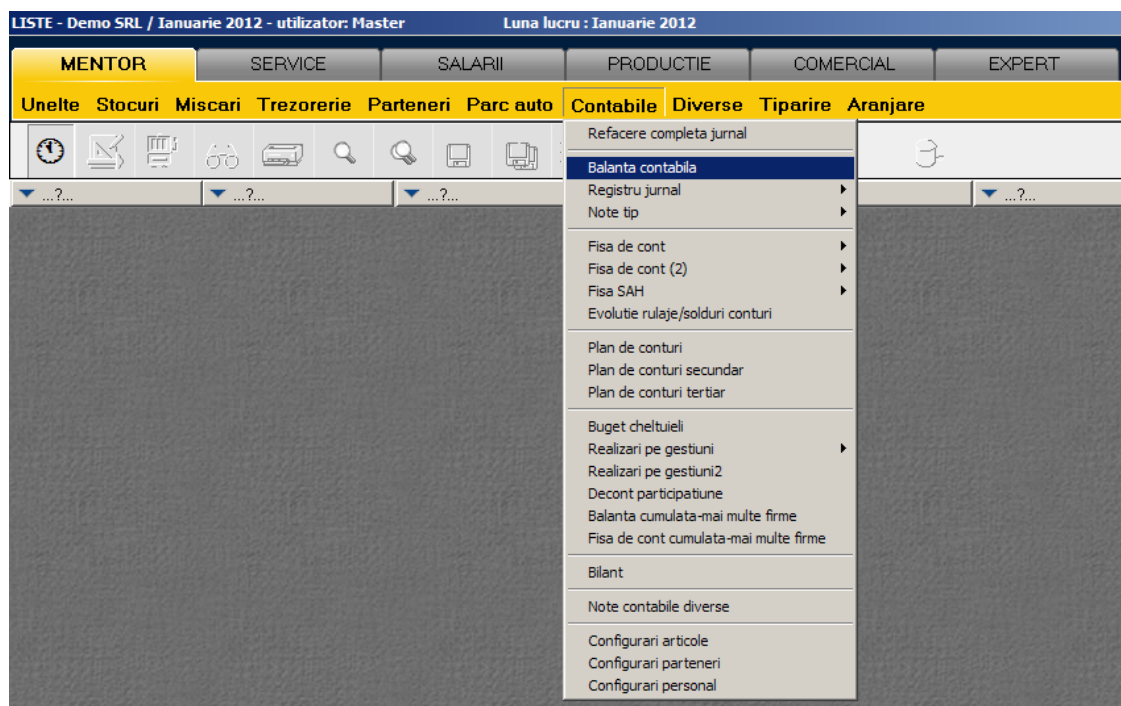 LISTE - Demo SRL / Ianuarie 2012 - utilizator: Master Luna lucru : Ianuarie 2012
MENTOR SERVICE SALARII PRODUCTIE COMERCIAL EXPERT
Unelte Stocuri Miscari Trezorerie Parteneri Parc auto Contabile Diverse Tiparire Aranjare
...?... ...?... ...?... ...?...
Refacere completa jurnal
Balanta contabila
Registru jurnal
Note tip
Fisa de cont
Fisa de cont (2)
Fisa SAH
Evolutie rulaje/solduri conturi
Plan de conturi
Plan de conturi secundar
Plan de conturi tertiar
Buget cheltuieli
Realizari pe gestiuni
Realizari pe gestiuni2
Decont participatiune
Balanta cumulata-mai multe firme
Fisa de cont cumulata-mai multe firme
Bilant
Note contabile diverse
Configurari articole
Configurari parteneri
Configurari personal